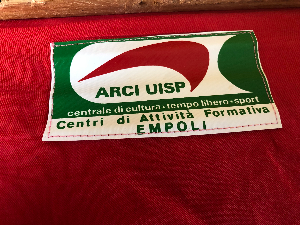 ARCI UISP
centrale di cultura • tempo libero • sport
Centri di Attività Formativa
EMPOLI